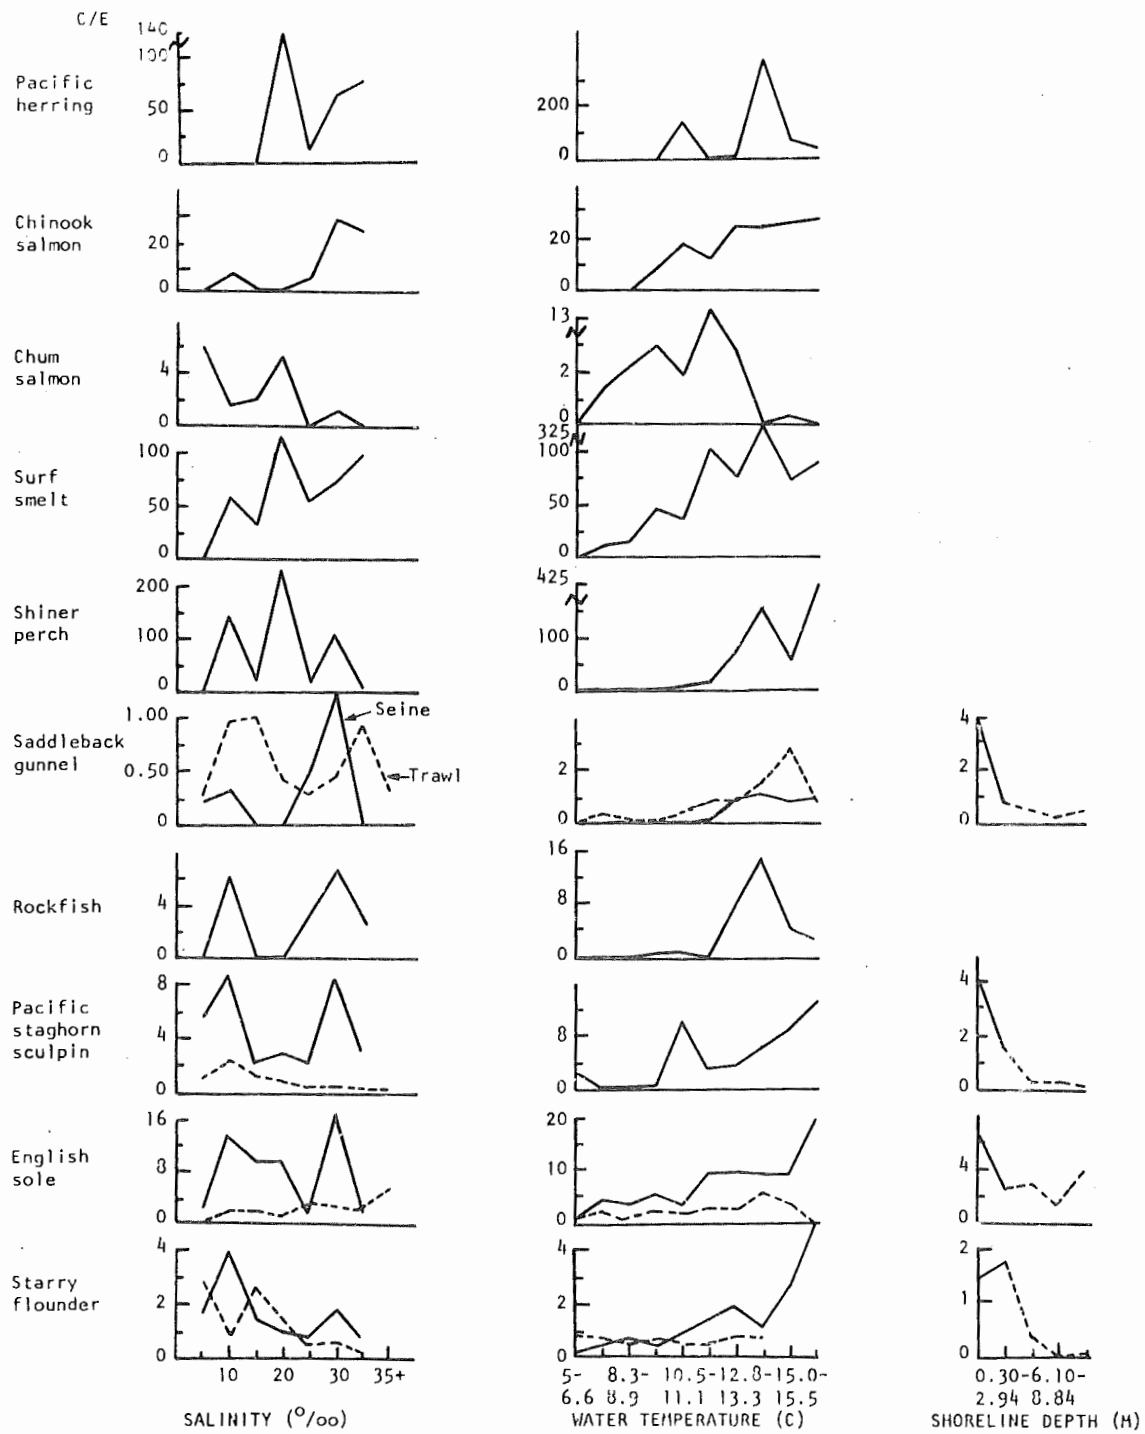 C/E
Pacific
herring
140
100
50
0
200
0
Chinook
salmon
20
0
20
0
Chum
salmon
4
0
13
2
0
Surf
smelt
100
50
0
325
100
50
0
Shiner
perch
200
100
0
425
100
0
Saddleback
gunnel
1.00
0.50
0
Seine
Trawl
2
0
4
2
0
Rockfish
4
0
16
8
0
Pacific
staghorn
sculpin
8
4
0
8
0
4
2
0
English
sole
16
8
0
20
10
0
4
0
Starry
flounder
4
2
0
4
2
0
2
1
0
10 20 30 35+
SALINITY (O/oo)
5- 8.3- 10.5- 12.8- 15.0-
6.6 8.9 11.1 13.3 15.5
WATER TEMPERATURE (C)
0.30- 6.10-
2.94 8.84
SHORELINE DEPTH (M)